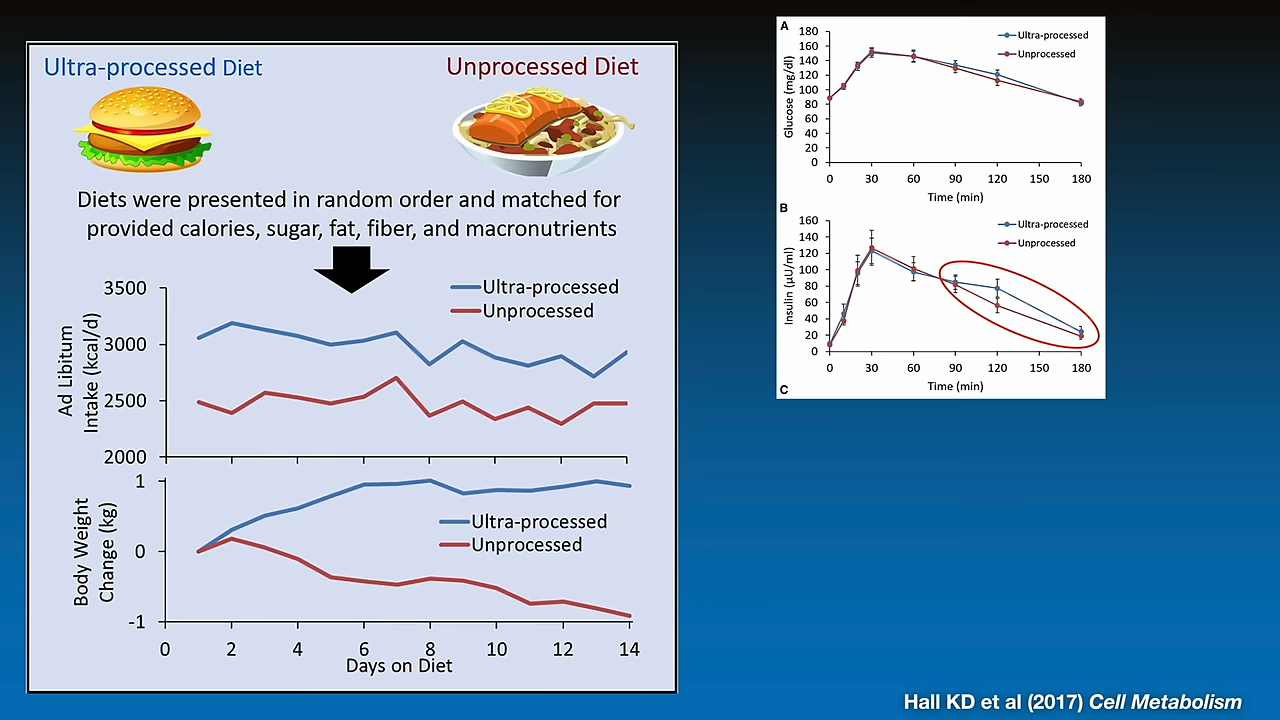 Ultra-processed Diet
Unprocessed Diet
Diets were presented in random order and matched for
provided calories, sugar, fat, fiber, and macronutrients
3500
3000
2500
2000
Ad Libitum
Intake (kcal/d)
Ultra-processed
Unprocessed
1
0
-1
Body Weight
Change (kg)
Ultra-processed
Unprocessed
0 2 4 6 8 10 12 14
Days on Diet
A
180
160
140
120
100
80
60
40
20
0
Glucose (mg/dl)
Ultra-processed
Unprocessed
0 30 60 90 120 150 180
Time (min)
B
160
140
120
100
80
60
40
20
0
Insulin (µU/ml)
Ultra-processed
Unprocessed
0 30 60 90 120 150 180
Time (min)
C
Hall KD et al (2017) Cell Metabolism